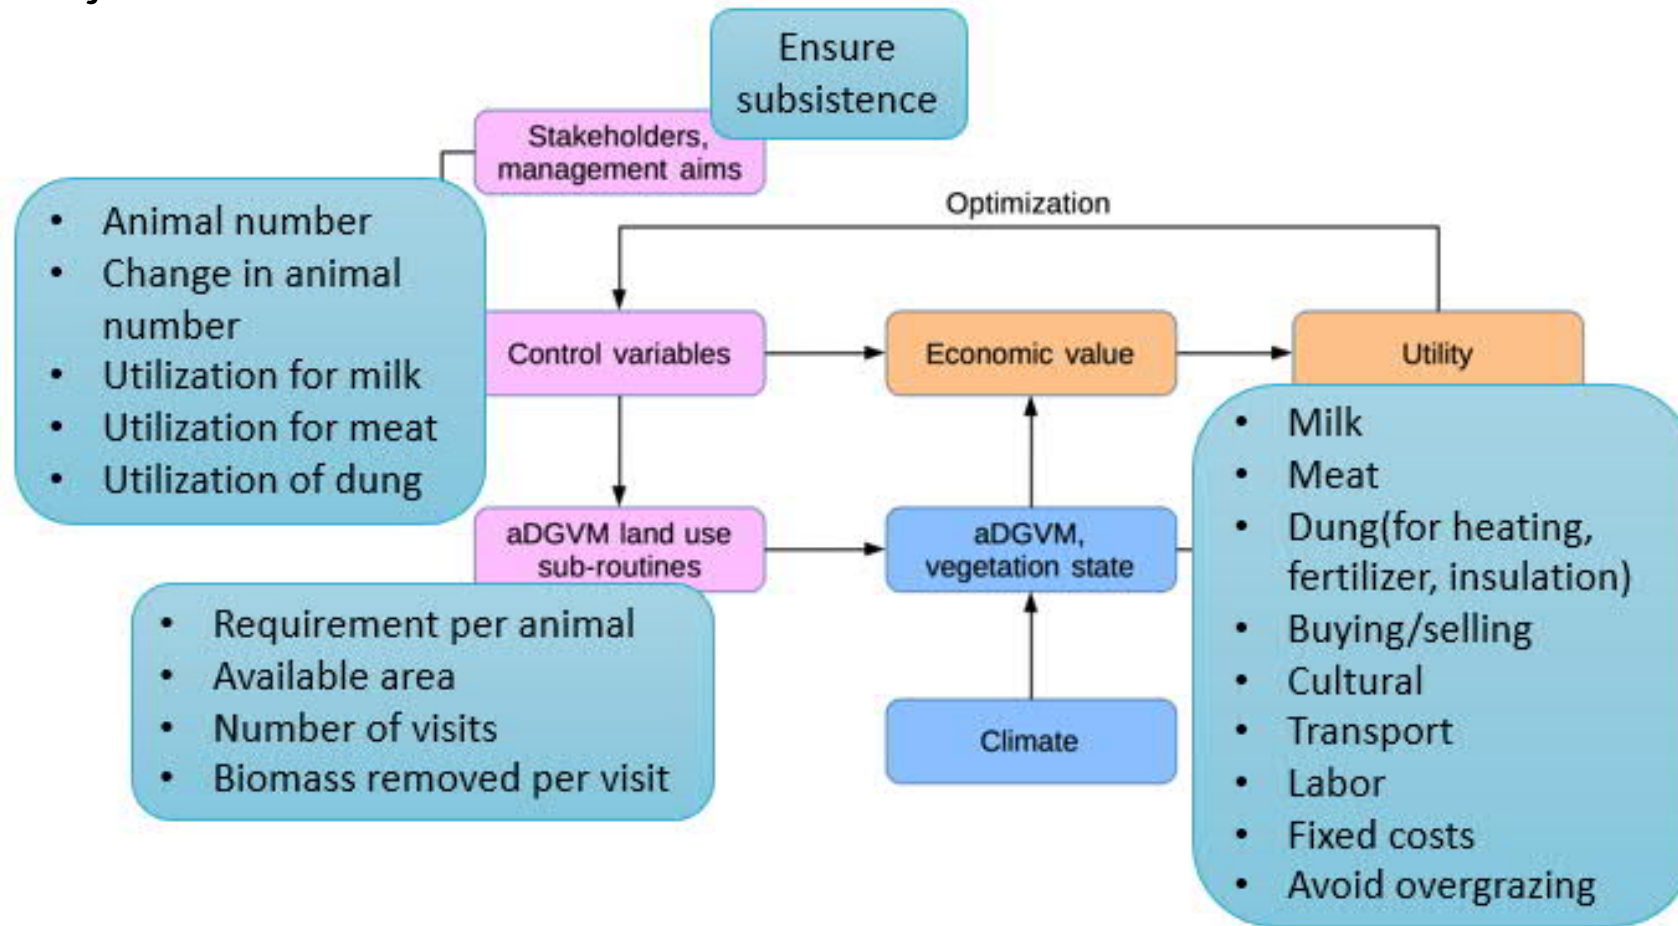 Ensure
subsistence
Stakeholders,
management aims
Optimization
• Animal number
• Change in animal
number
• Utilization for milk
• Utilization for meat
• Utilization of dung
Control variables
Economic value
Utility
aDGVM land use
sub-routines
aDGVM,
vegetation state
• Requirement per animal
• Available area
• Number of visits
• Biomass removed per visit
Climate
• Milk
• Meat
• Dung(for heating,
fertilizer, insulation)
• Buying/selling
• Cultural
• Transport
• Labor
• Fixed costs
• Avoid overgrazing